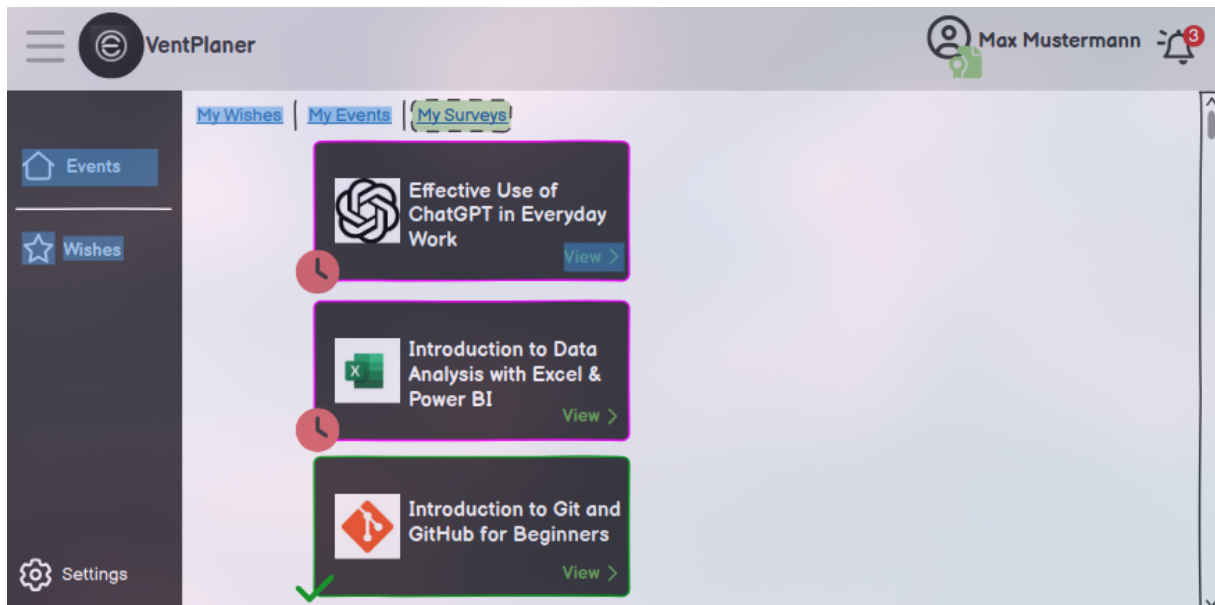 VentPlaner
Max Mustermann
3
My Wishes | My Events | My Surveys
Events
Wishes
Settings
Effective Use of
ChatGPT in Everyday
Work
View >
Introduction to Data
Analysis with Excel &
Power BI
View >
Introduction to Git and
GitHub for Beginners
View >